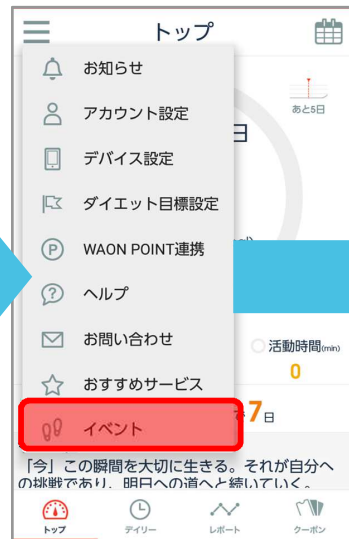 トップ
お知らせ
あと5日
アカウント設定
日
デバイス設定
ダイエット目標設定
WAON POINT連携
ヘルプ
お問い合わせ
活動時間(min)
0
おすすめサービス
イベント
で7日
「今」この瞬間を大切に生きる。それが自分へ
の挑戦であり、明日への道へと続いていく。
トップ
デイリー
レポート
クーポン